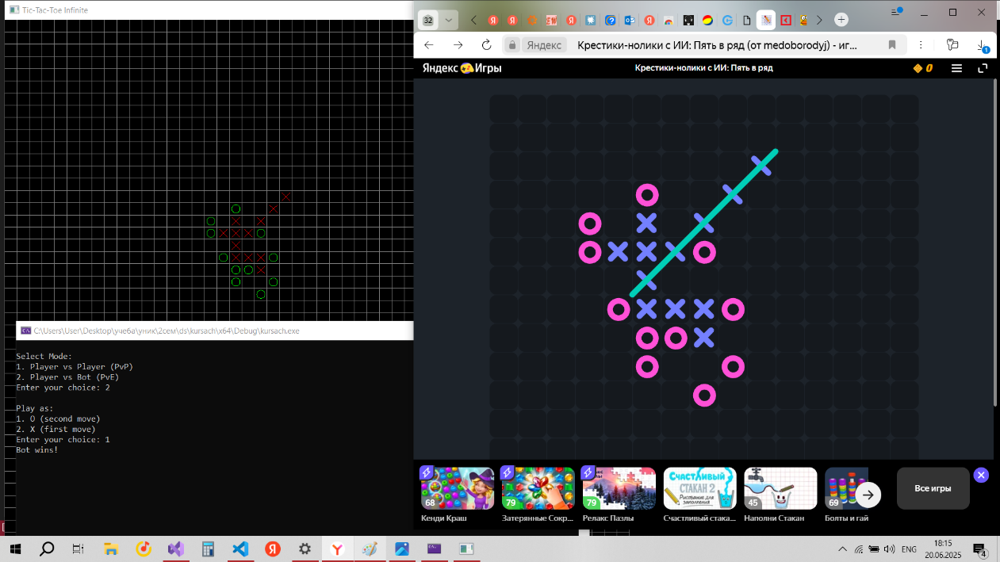 Tic-Tac-Toe Infinite
32
Яндекс
Крестики-нолики с ИИ: Пять в ряд (от medoborodyj) - иг...
1
Яндекс Игры
Крестики-нолики с ИИ: Пять в ряд
0
C:\Users\User\Desktop\учеба\уник\2сем\ds\kursach\x64\Debug\kursach.exe
Select Mode:
1. Player vs Player (PvP)
2. Player vs Bot (PvE)
Enter your choice: 2
Play as:
1. O (second move)
2. X (first move)
Enter your choice: 1
Bot wins!
68
79
79
СЧАСТЛИВЫЙ
СТАКАН 2
45
69
Все игры
Кенди Краш
Затерянные Сокр...
Релакс Пазлы
Счастливый стака...
Наполни Стакан
Болты и гай
ENG
18:15
20.06.2025
4